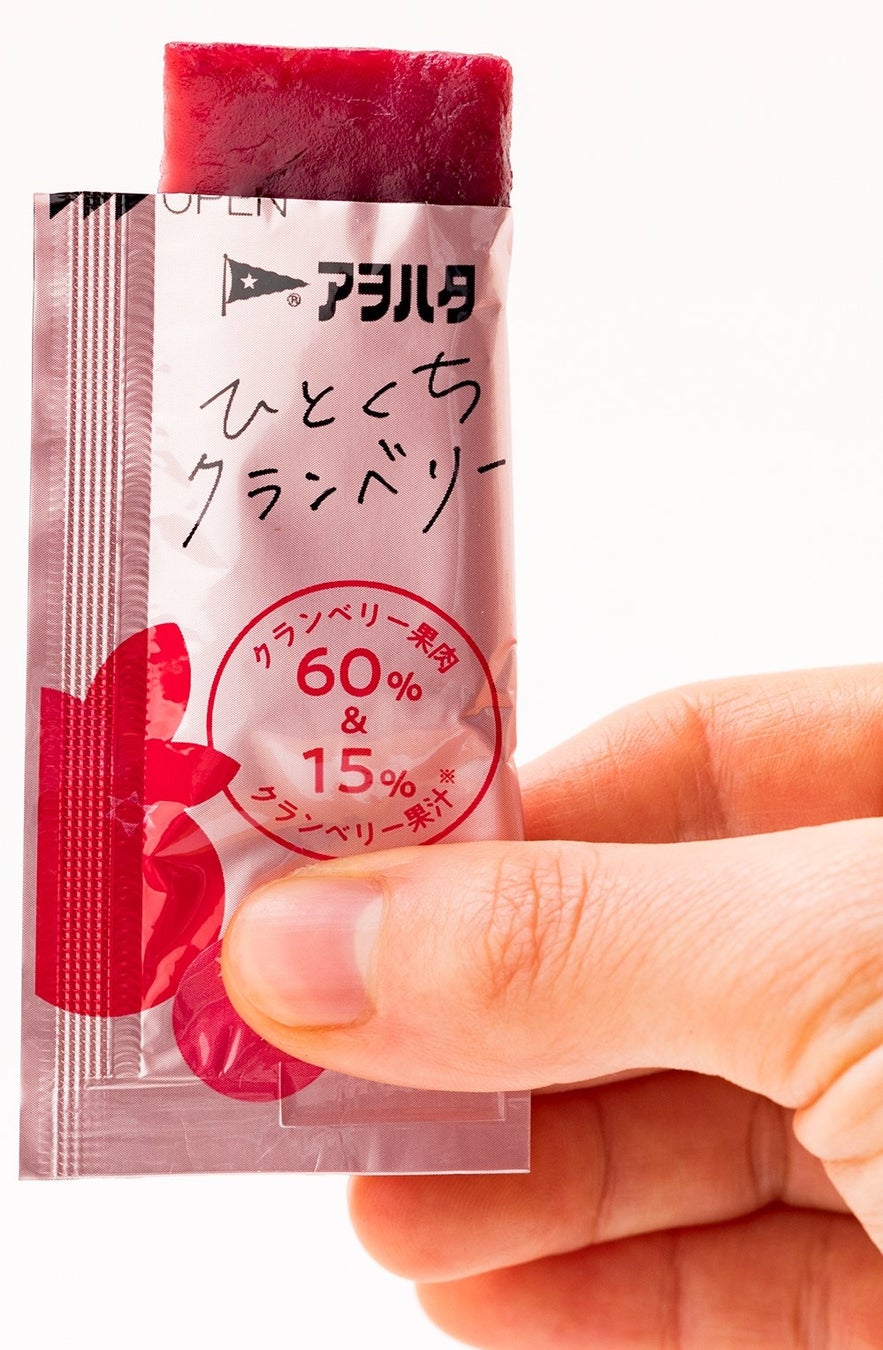 OPEN
® アヲハタ
ひとくち
クランベリー
クランベリー果肉
60%
&
15%※
クランベリー果汁